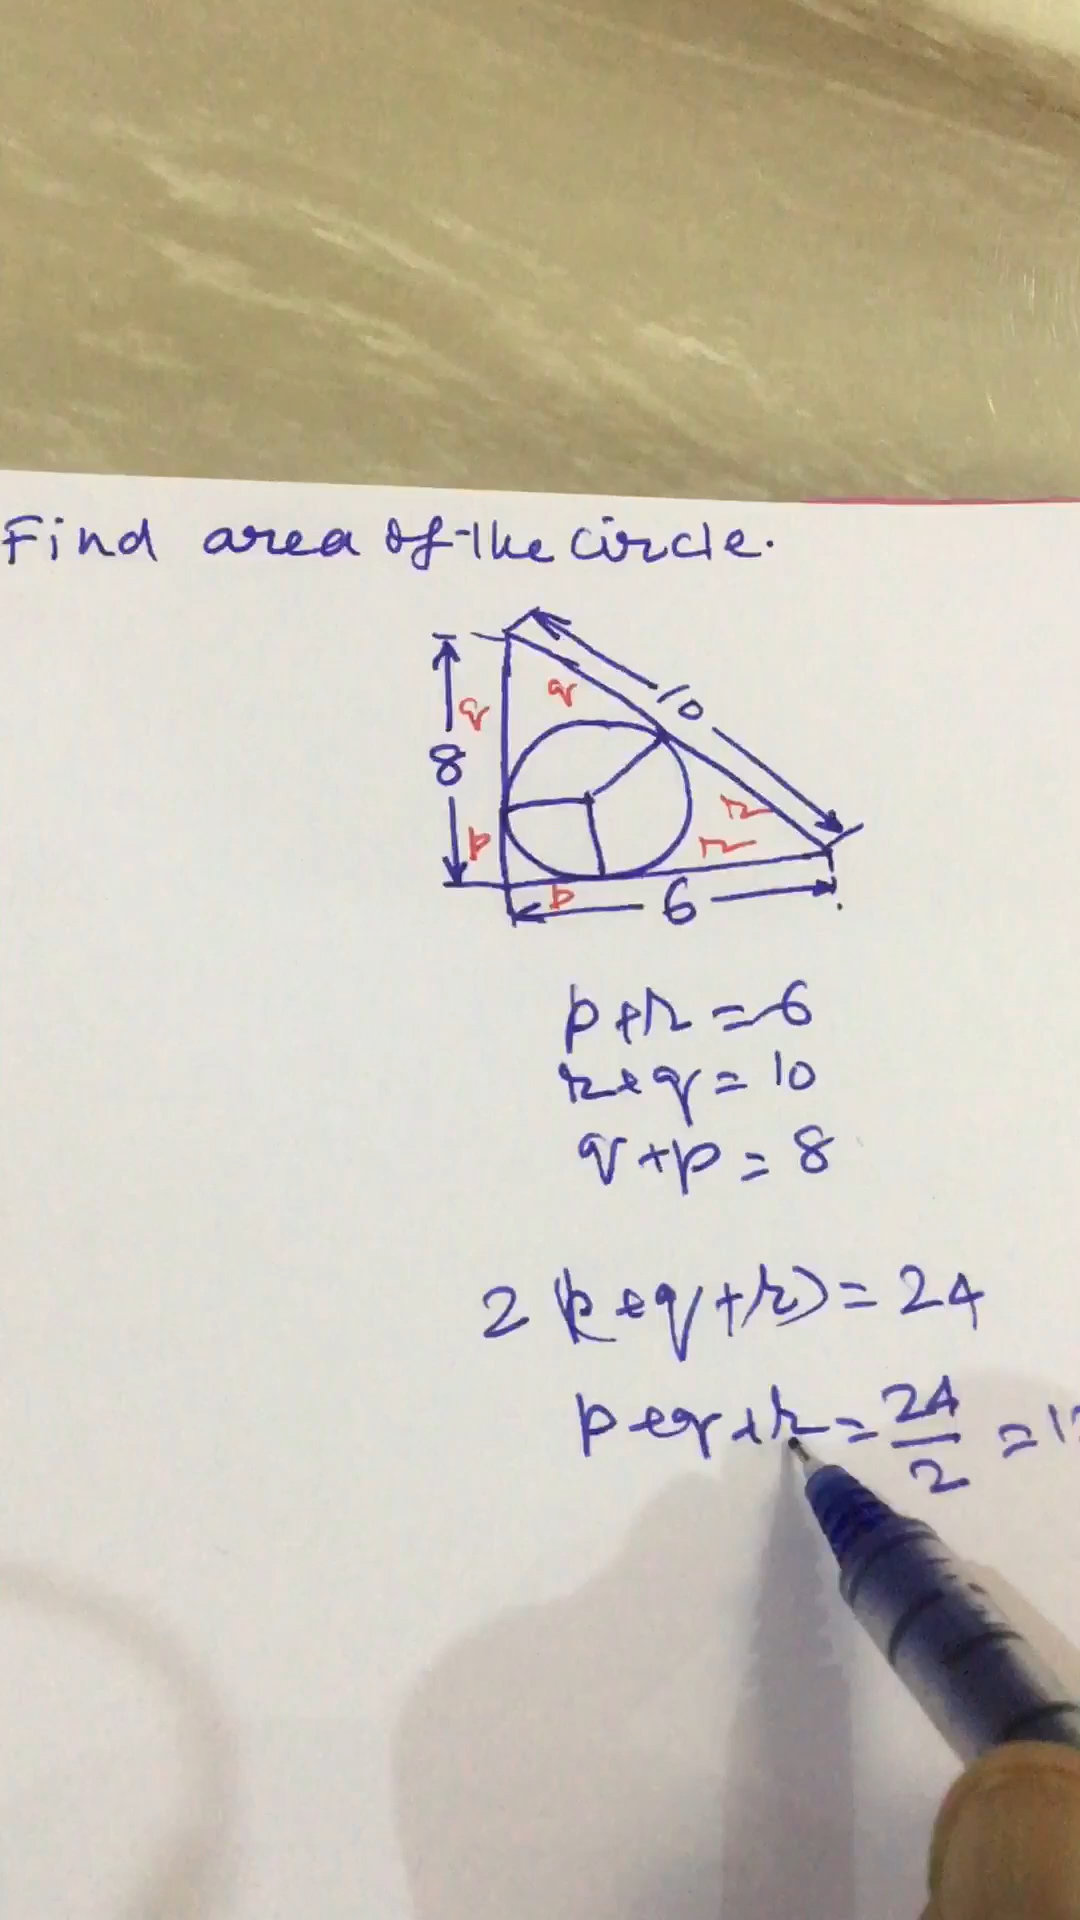 Find area of the circle.
10
q
q
8
r
r
p
p
6
p+r=6
r+q=10
q+p=8
2(p+q+r)=24
p+q+r=24/2=